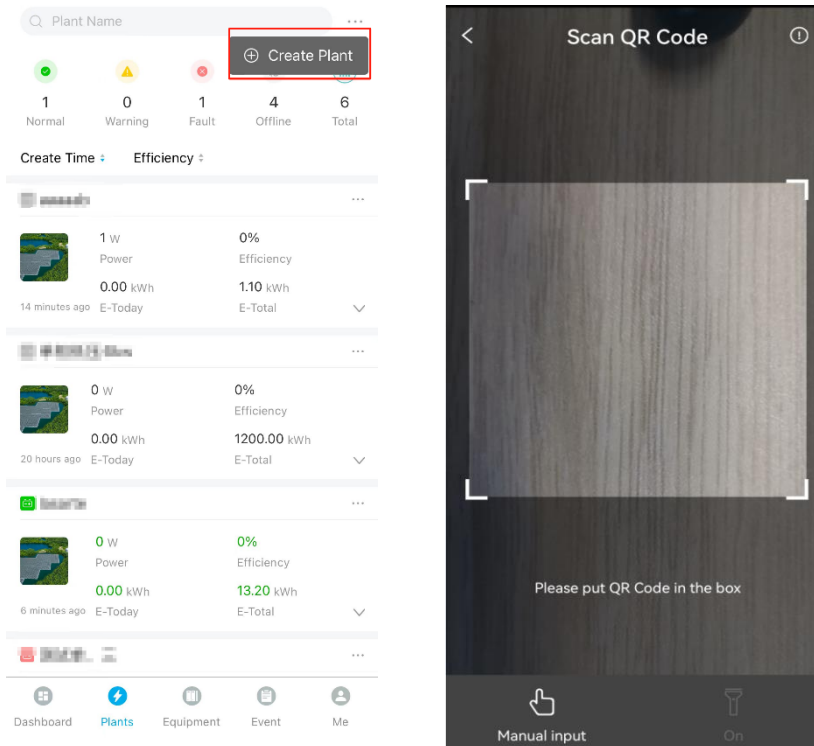 Plant Name
Create Plant
1 0 1 4 6
Normal Warning Fault Offline Total
Create Time Efficiency
1 W 0%
Power Efficiency
0.00 kWh 1.10 kWh
14 minutes ago E-Today E-Total
0 W 0%
Power Efficiency
0.00 kWh 1200.00 kWh
20 hours ago E-Today E-Total
0 W 0%
Power Efficiency
0.00 kWh 13.20 kWh
6 minutes ago E-Today E-Total
Dashboard Plants Equipment Event Me
Scan QR Code
Please put QR Code in the box
Manual input On